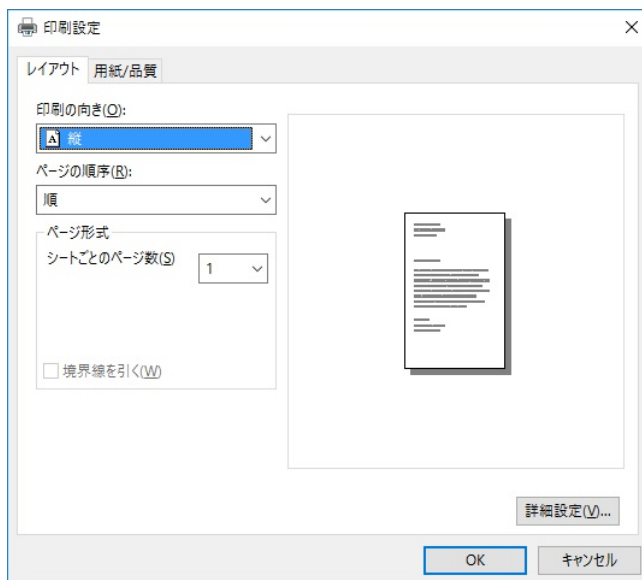 印刷設定
レイアウト 用紙/品質
印刷の向き(O):
縦
ページの順序(R):
順
ページ形式
シートごとのページ数(S) 1
境界線を引く(W)
詳細設定(V)...
OK キャンセル